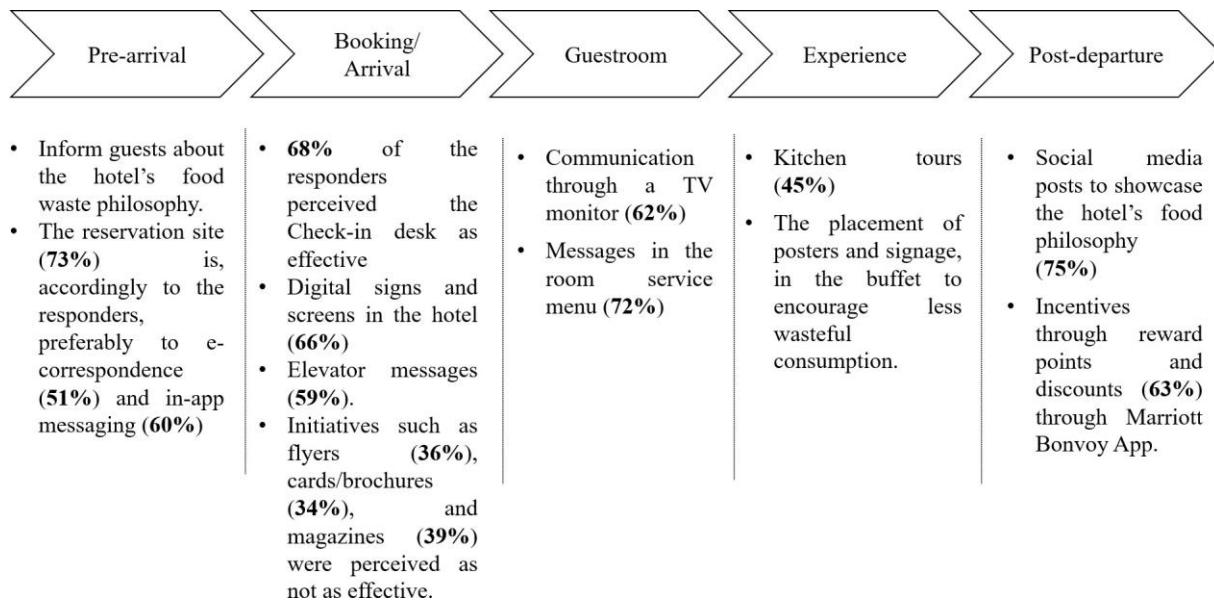 Pre-arrival
Booking/
Arrival
Guestroom
Experience
Post-departure
• Inform guests about
the hotel's food
waste philosophy.
• The reservation site
(73%) is,
accordingly to the
responders,
preferably to e-
correspondence
(51%) and in-app
messaging (60%)
• 68% of the
responders
perceived the
Check-in desk as
effective
• Digital signs and
screens in the hotel
(66%)
• Elevator messages
(59%).
• Initiatives such as
flyers (36%),
cards/brochures
(34%), and
magazines (39%)
were perceived as
not as effective.
• Communication
through a TV
monitor (62%)
• Messages in the
room service
menu (72%)
• Kitchen tours
(45%)
• The placement of
posters and signage,
in the buffet to
encourage less
wasteful
consumption.
• Social media
posts to showcase
the hotel's food
philosophy
(75%)
• Incentives
through reward
points and
discounts (63%)
through Marriott
Bonvoy App.